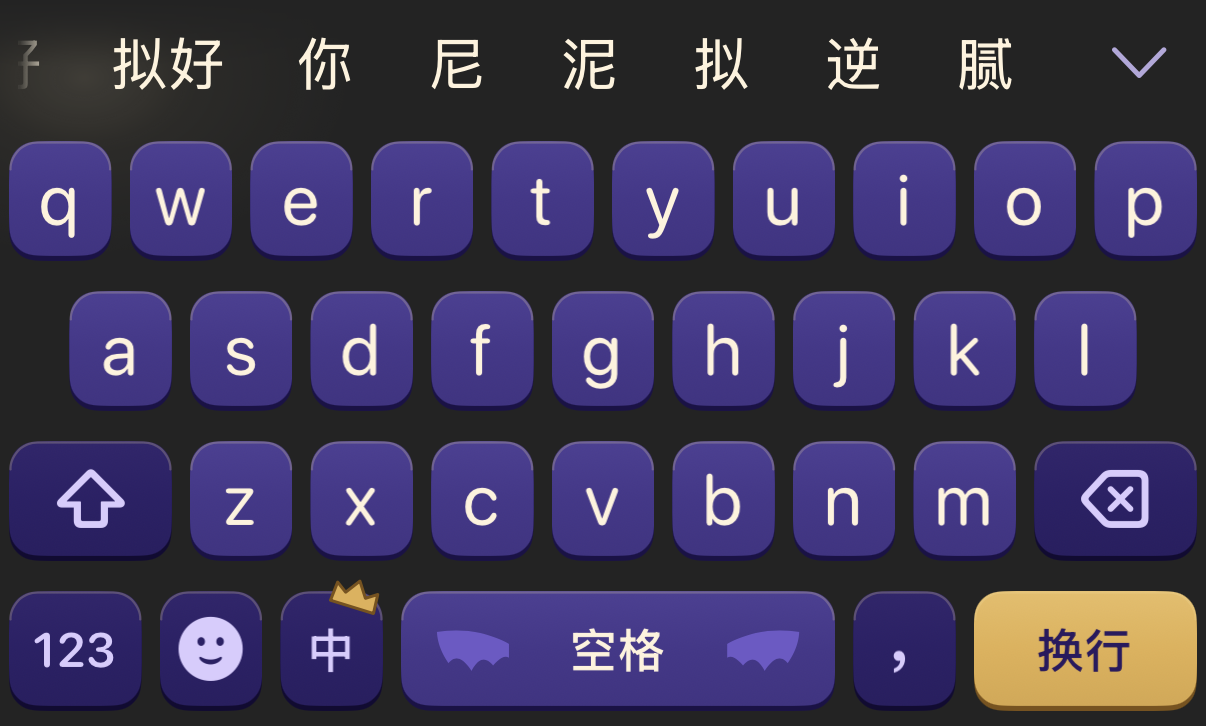 拟好 你 尼 泥 拟 逆 腻
q w e r t y u i o p
a s d f g h j k l
z x c v b n m
123 中 空格 , 换行